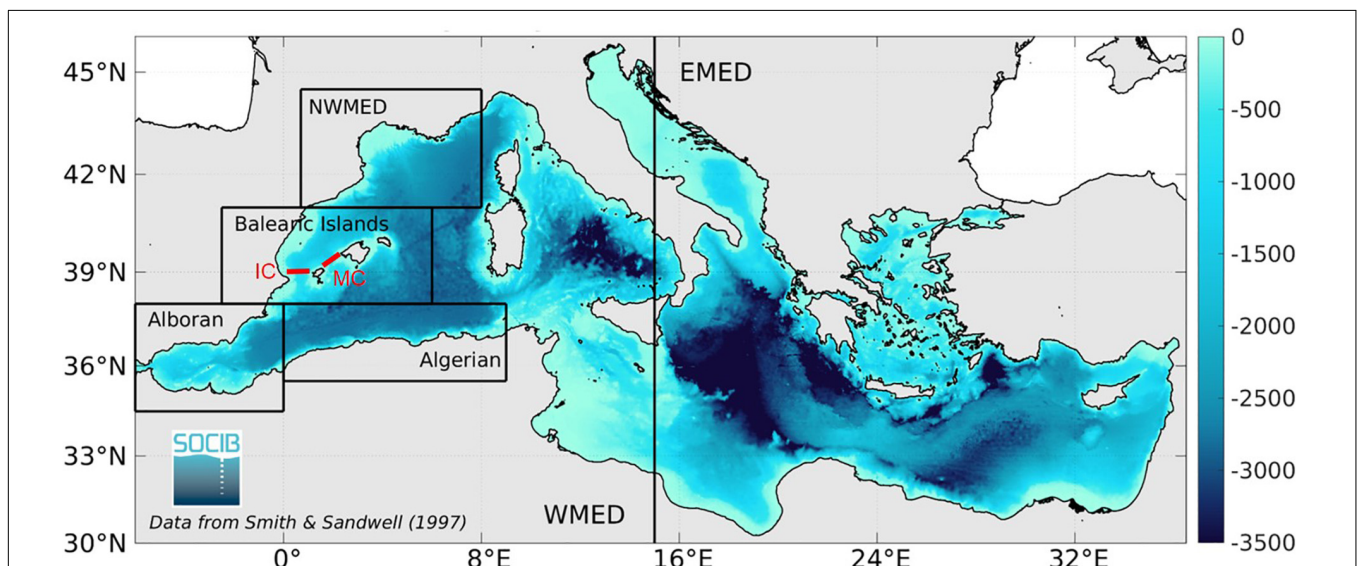 45°N
42°N
39°N
36°N
33°N
30°N
0°
8°E
16°E
24°E
32°E
NWMED
Balearic Islands
IC
MC
Alboran
Algerian
EMED
WMED
SOCIB
Data from Smith & Sandwell (1997)
0
-500
-1000
-1500
-2000
-2500
-3000
-3500